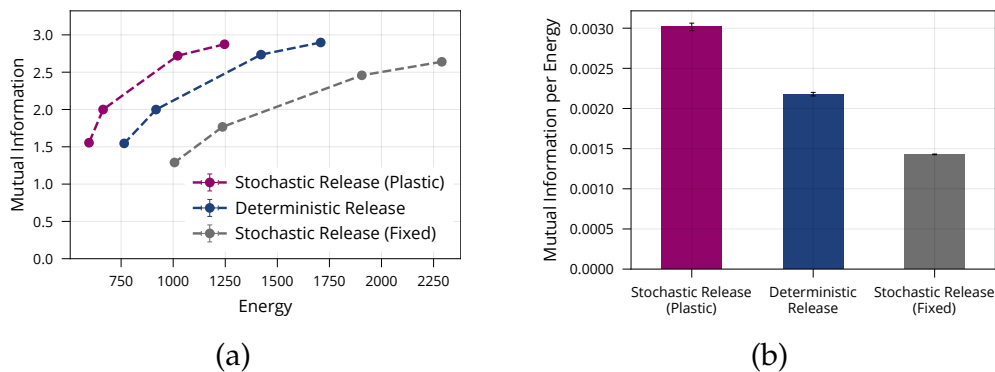 Mutual Information
3.0
2.5
2.0
1.5
1.0
0.5
0.0
Stochastic Release (Plastic)
Deterministic Release
Stochastic Release (Fixed)
750 1000 1250 1500 1750 2000 2250
Energy
(a)
Mutual Information per Energy
0.0030
0.0025
0.0020
0.0015
0.0010
0.0005
0.0000
Stochastic Release Deterministic Stochastic Release
(Plastic) Release (Fixed)
(b)